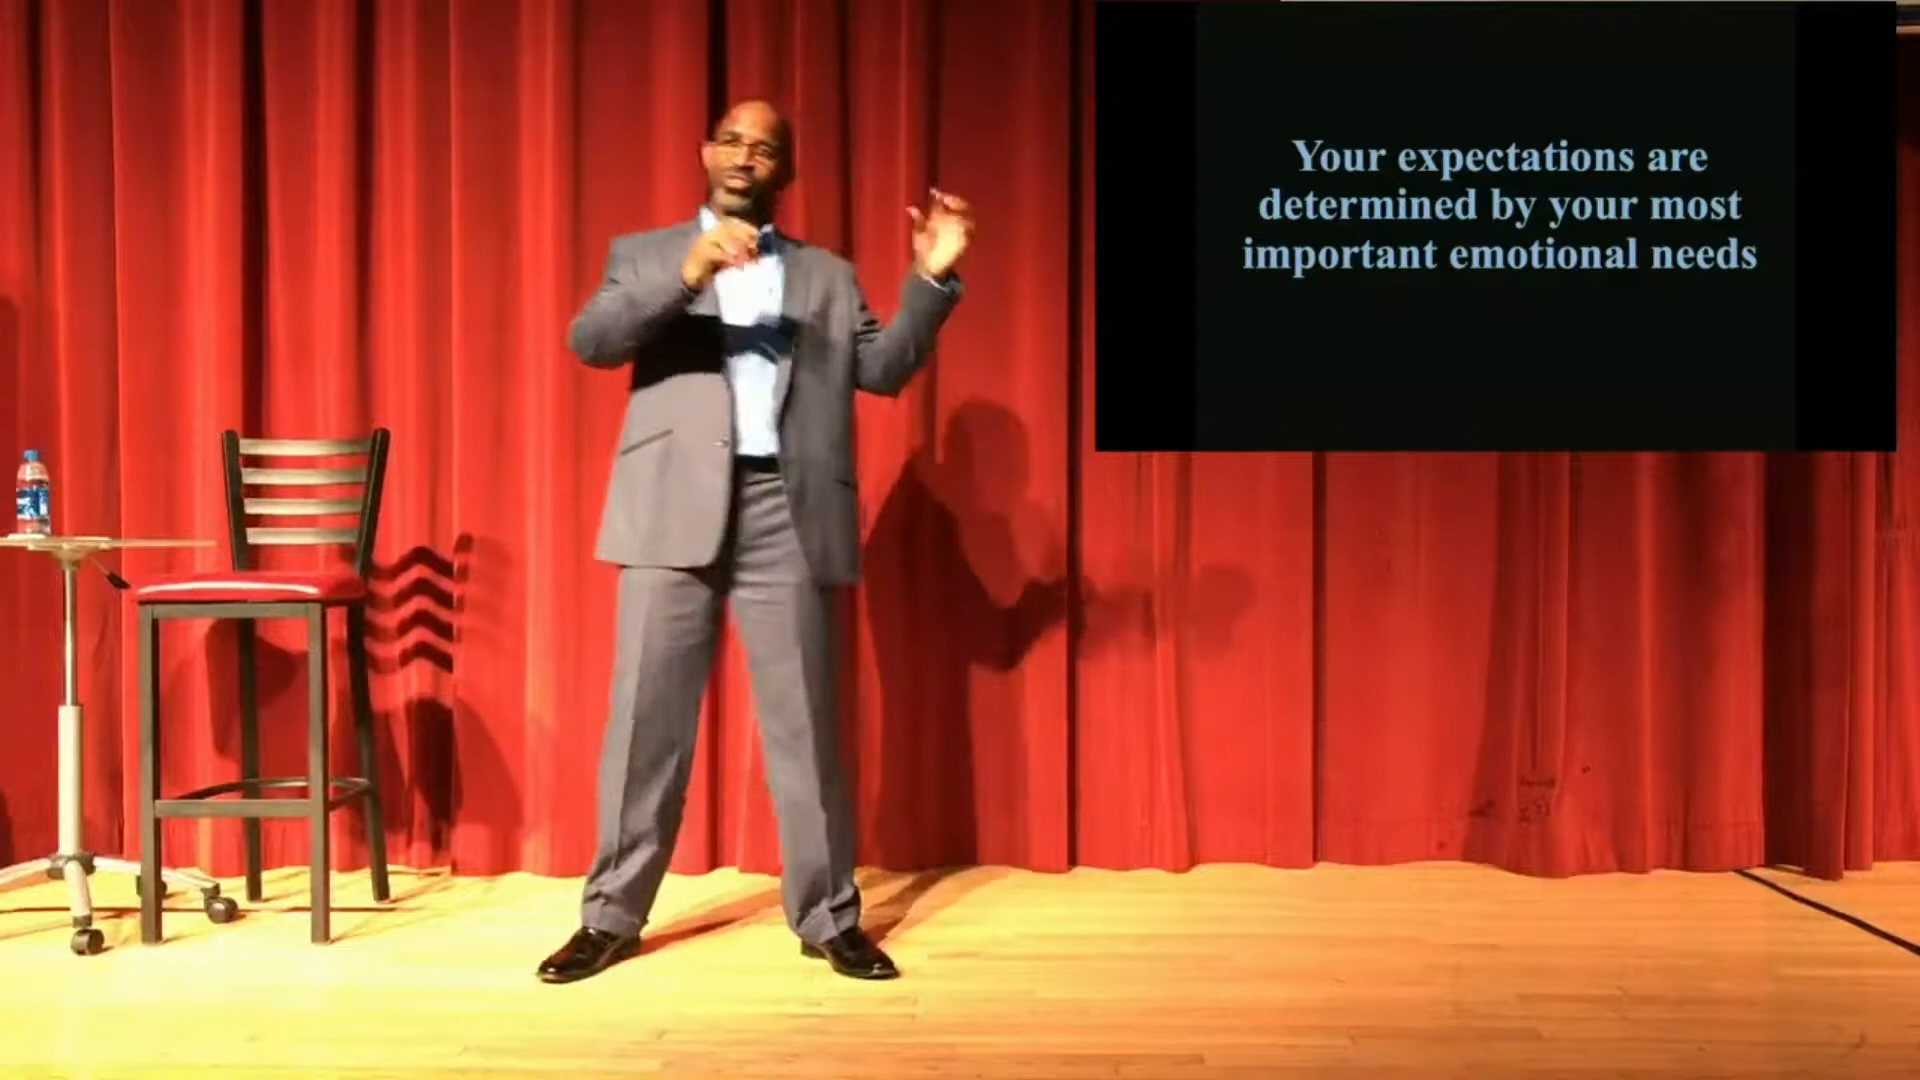 Your expectations are
determined by your most
important emotional needs